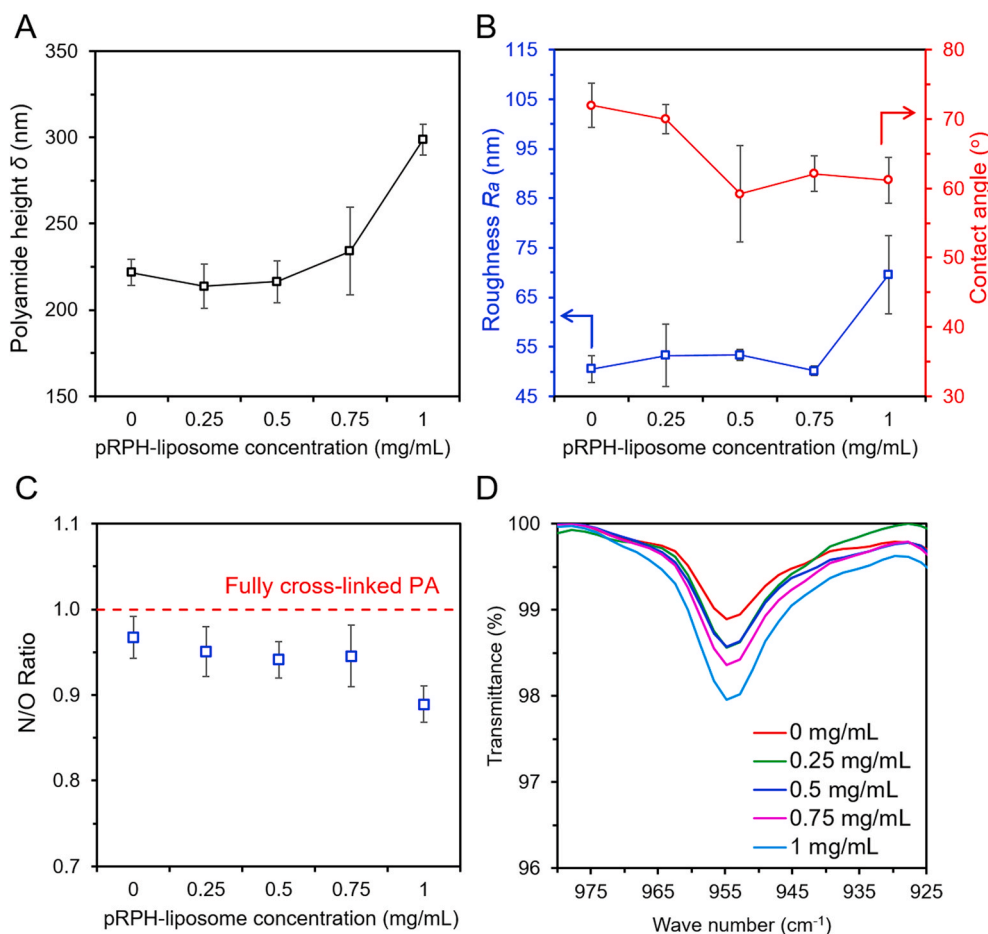 A
350
300
250
200
150
Polyamide height δ (nm)
0 0.25 0.5 0.75 1
pRPH-liposome concentration (mg/mL)
B
115
105
95
85
75
65
55
45
Roughness Ra (nm)
80
70
60
50
40
30
Contact angle (o)
0 0.25 0.5 0.75 1
pRPH-liposome concentration (mg/mL)
C
1.1
1.0
0.9
0.8
0.7
N/O Ratio
Fully cross-linked PA
0 0.25 0.5 0.75 1
pRPH-liposome concentration (mg/mL)
D
100
99
98
97
96
Transmittance (%)
0 mg/mL
0.25 mg/mL
0.5 mg/mL
0.75 mg/mL
1 mg/mL
975 965 955 945 935 925
Wave number (cm-1)